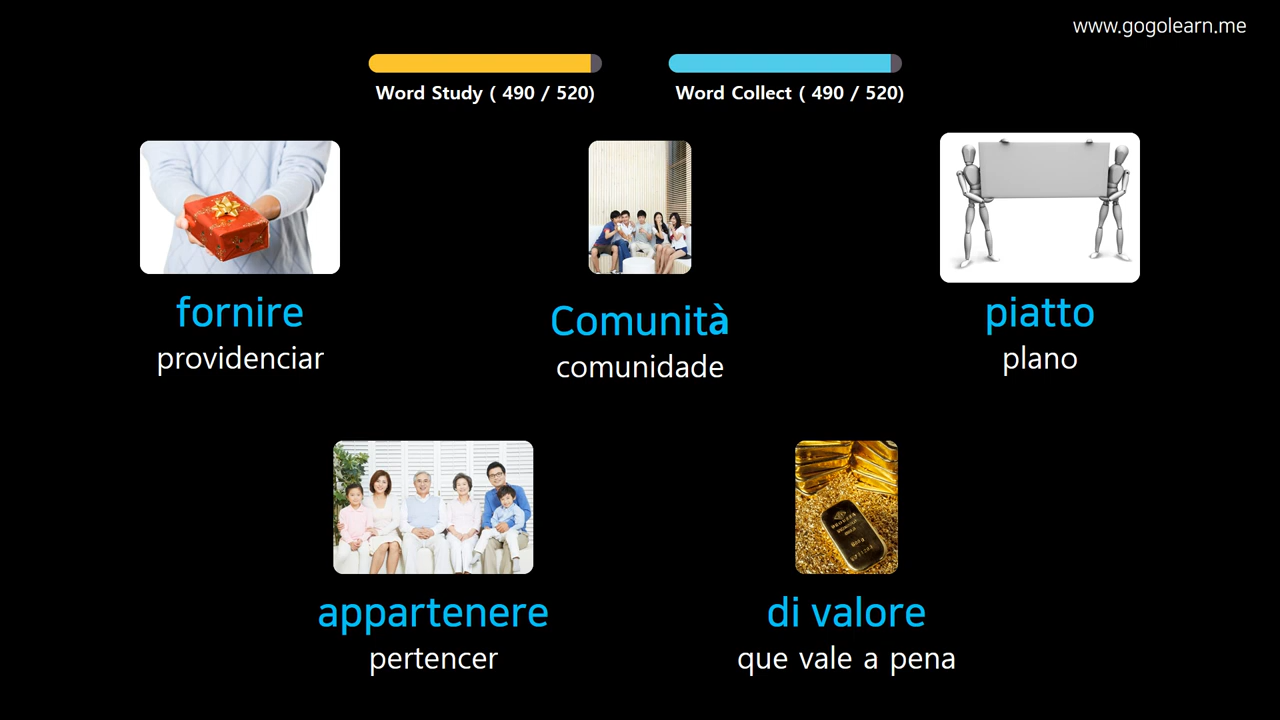 www.gogolearn.me
Word Study ( 490 / 520)
Word Collect ( 490 / 520)
fornire
providenciar
Comunità
comunidade
piatto
plano
appartenere
pertencer
di valore
que vale a pena